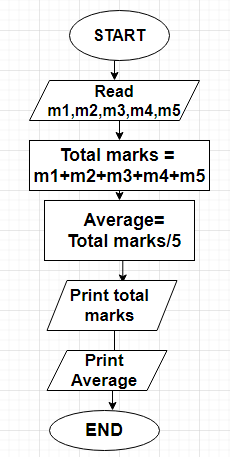 START
Read
m1,m2,m3,m4,m5
Total marks =
m1+m2+m3+m4+m5
Average=
Total marks/5
Print total
marks
Print
Average
END